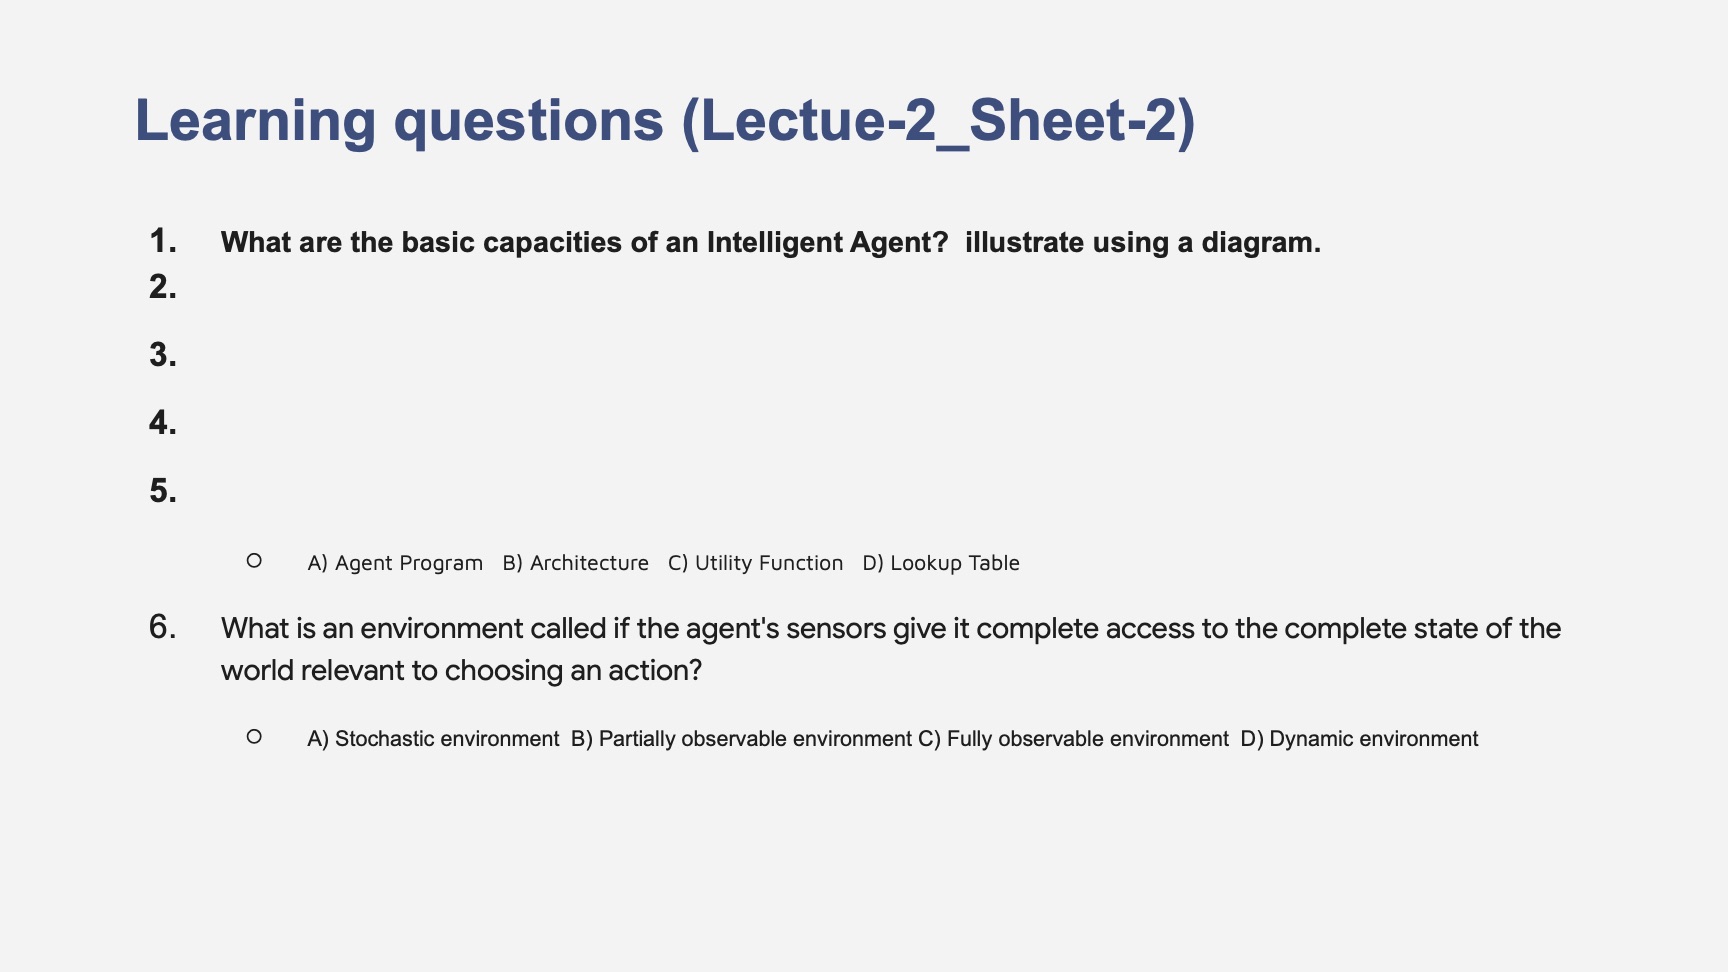 Learning questions (Lectue-2_Sheet-2)
1. What are the basic capacities of an Intelligent Agent?  illustrate using a diagram.
2.
3.
4.
5.
○ A) Agent Program   B) Architecture   C) Utility Function   D) Lookup Table
6. What is an environment called if the agent's sensors give it complete access to the complete state of the
world relevant to choosing an action?
○ A) Stochastic environment  B) Partially observable environment C) Fully observable environment  D) Dynamic environment